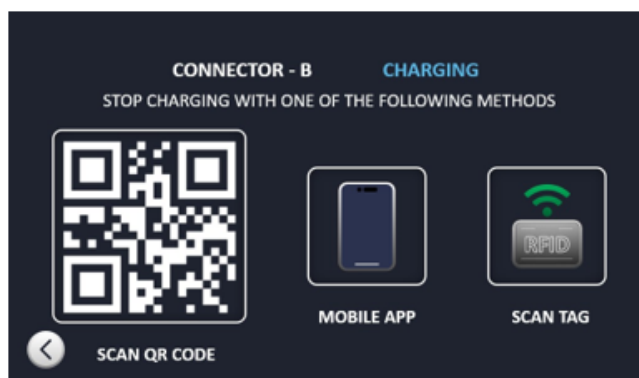 CONNECTOR - B CHARGING
STOP CHARGING WITH ONE OF THE FOLLOWING METHODS
RFID
MOBILE APP
SCAN TAG
SCAN QR CODE